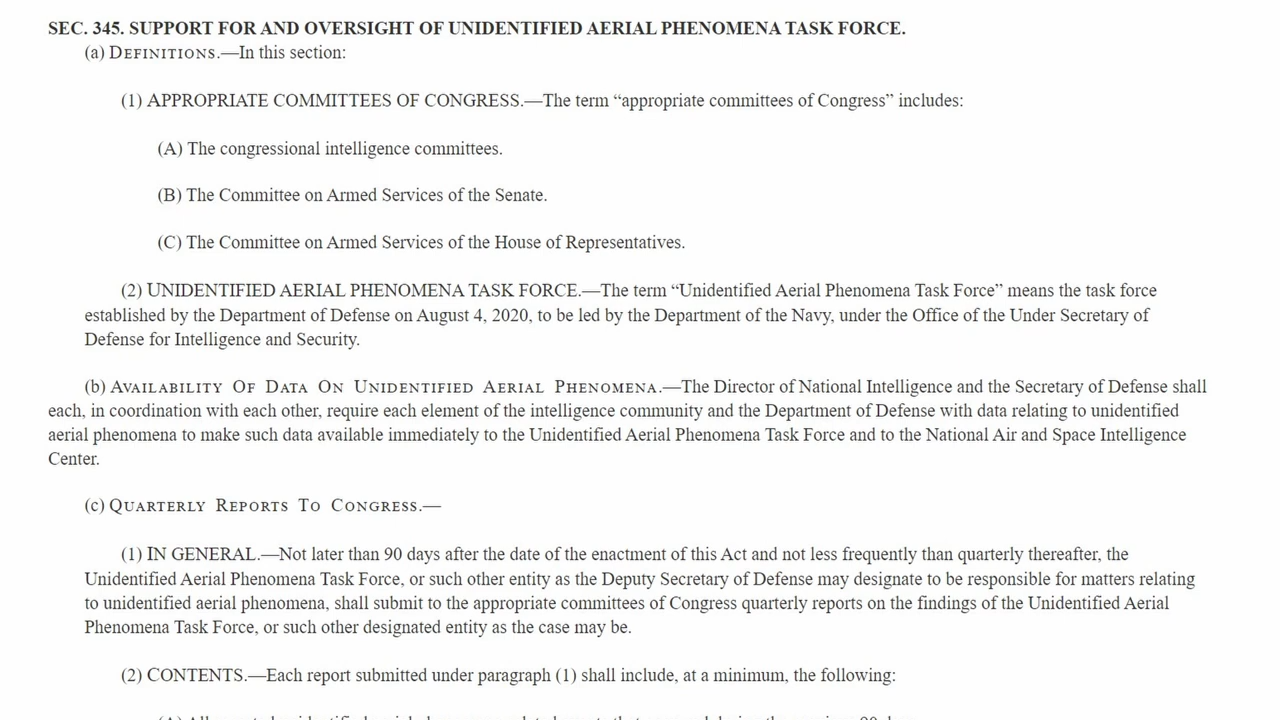 SEC. 345. SUPPORT FOR AND OVERSIGHT OF UNIDENTIFIED AERIAL PHENOMENA TASK FORCE.
(a) DEFINITIONS.—In this section:
(1) APPROPRIATE COMMITTEES OF CONGRESS.—The term “appropriate committees of Congress” includes:
(A) The congressional intelligence committees.
(B) The Committee on Armed Services of the Senate.
(C) The Committee on Armed Services of the House of Representatives.
(2) UNIDENTIFIED AERIAL PHENOMENA TASK FORCE.—The term “Unidentified Aerial Phenomena Task Force” means the task force
established by the Department of Defense on August 4, 2020, to be led by the Department of the Navy, under the Office of the Under Secretary of
Defense for Intelligence and Security.
(b) AVAILABILITY OF DATA ON UNIDENTIFIED AERIAL PHENOMENA.—The Director of National Intelligence and the Secretary of Defense shall
each, in coordination with each other, require each element of the intelligence community and the Department of Defense with data relating to unidentified
aerial phenomena to make such data available immediately to the Unidentified Aerial Phenomena Task Force and to the National Air and Space Intelligence
Center.
(c) QUARTERLY REPORTS TO CONGRESS.—
(1) IN GENERAL.—Not later than 90 days after the date of the enactment of this Act and not less frequently than quarterly thereafter, the
Unidentified Aerial Phenomena Task Force, or such other entity as the Deputy Secretary of Defense may designate to be responsible for matters relating
to unidentified aerial phenomena, shall submit to the appropriate committees of Congress quarterly reports on the findings of the Unidentified Aerial
Phenomena Task Force, or such other designated entity as the case may be.
(2) CONTENTS.—Each report submitted under paragraph (1) shall include, at a minimum, the following: